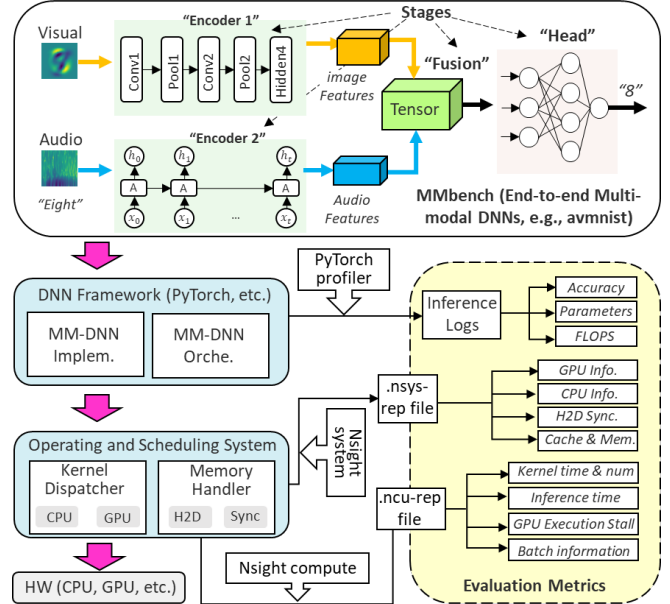 Visual
"Encoder 1"
Conv1
Pool1
Conv2
Pool2
Hidden4
image
Features
Stages
"Fusion"
"Head"
Tensor
"8"
Audio
"Eight"
"Encoder 2"
h0
h1
ht
A
A
A
x0
x1
...
xt
Audio
Features
MMbench (End-to-end Multi-
modal DNNs, e.g., avmnist)
DNN Framework (PyTorch, etc.)
MM-DNN
Implem.
MM-DNN
Orche.
PyTorch
profiler
Inference
Logs
Accuracy
Parameters
FLOPS
Operating and Scheduling System
Kernel
Dispatcher
CPU
GPU
Memory
Handler
H2D
Sync
Nsight
system
.nsys-
rep file
GPU Info.
CPU Info.
H2D Sync.
Cache & Mem.
.ncu-rep
file
Kernel time & num
Inference time
GPU Execution Stall
Batch information
Nsight compute
HW (CPU, GPU, etc.)
Evaluation Metrics